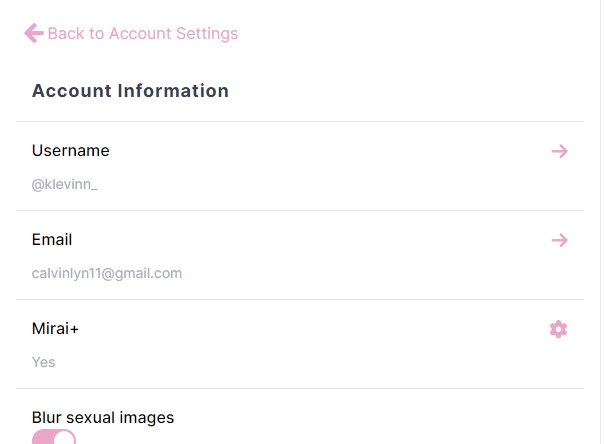 Back to Account Settings
Account Information
Username
@klevinn_
Email
calvinlyn11@gmail.com
Mirai+
Yes
Blur sexual images